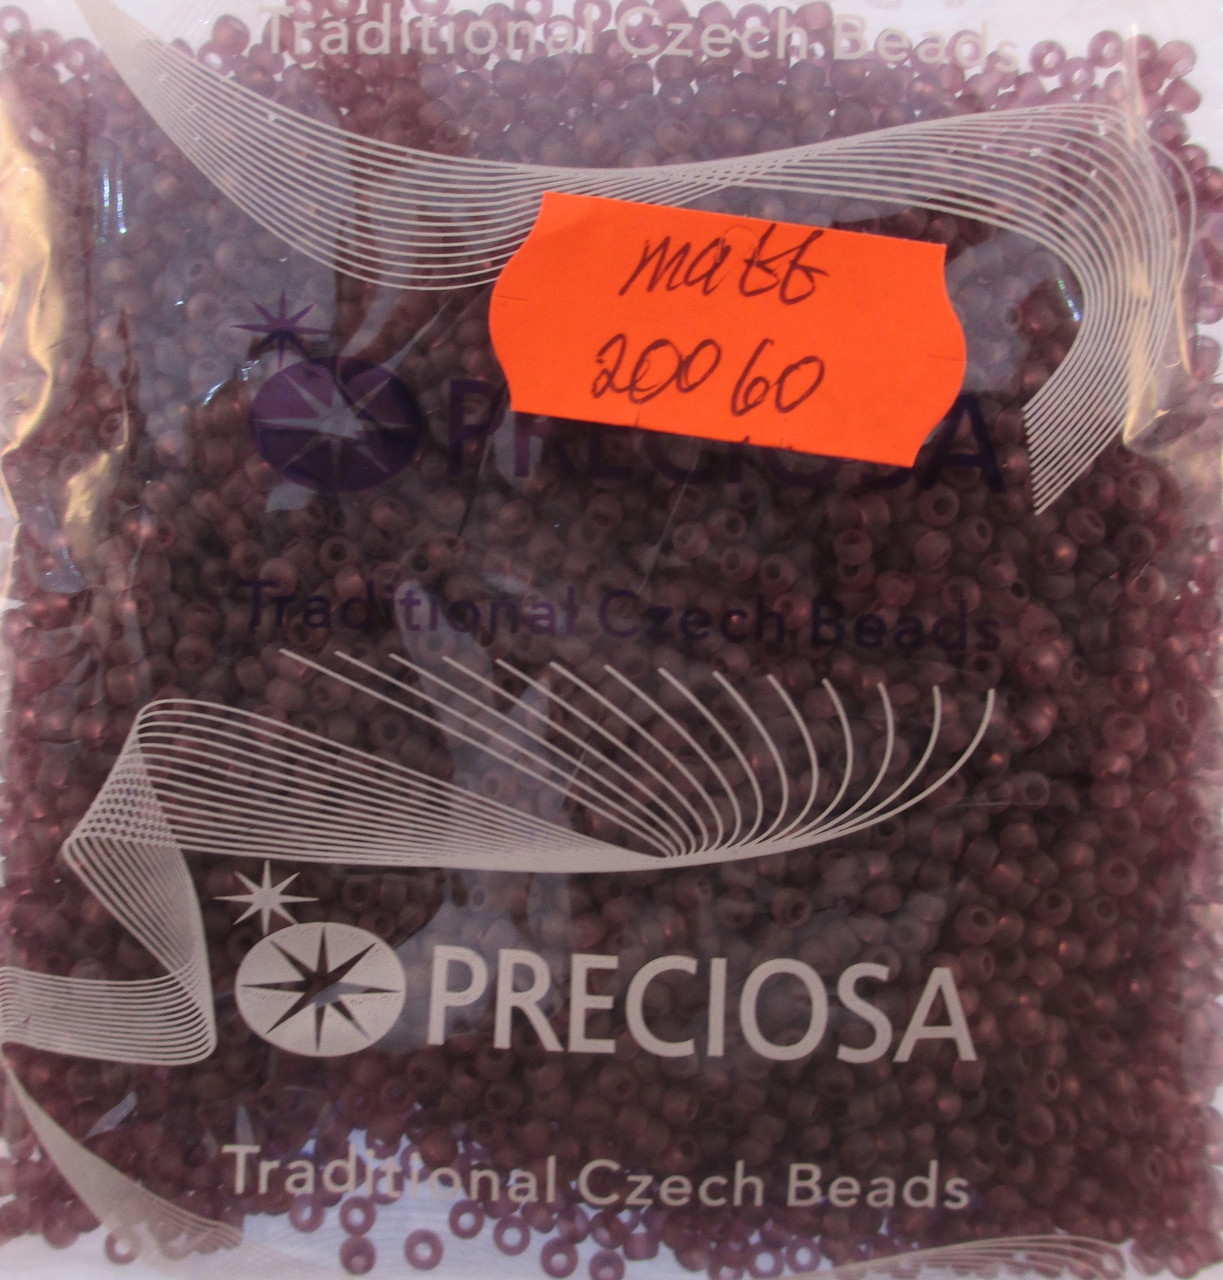 Traditional Czech Beads
matt
20060
PRECIOSA
Traditional Czech Beads
PRECIOSA
Traditional Czech Beads